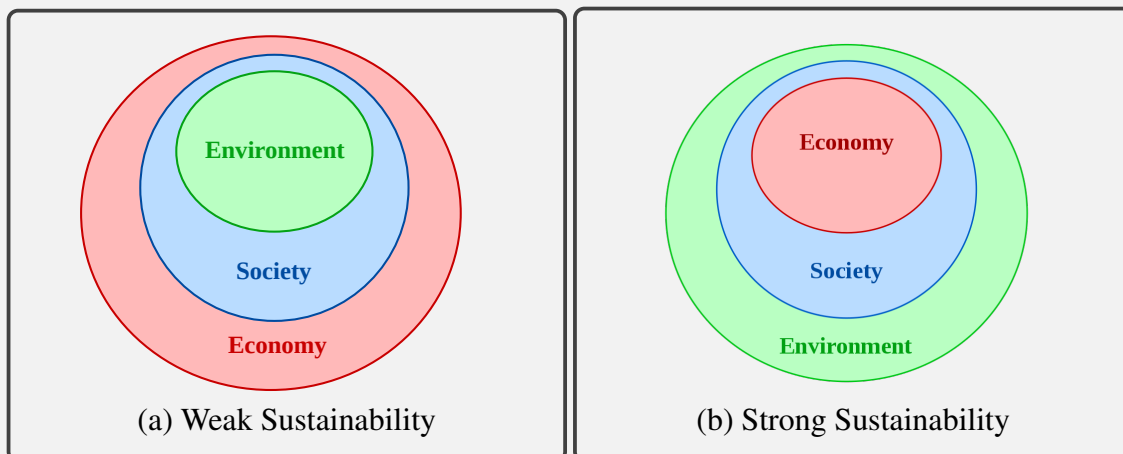 Environment
Society
Economy
(a) Weak Sustainability
Economy
Society
Environment
(b) Strong Sustainability